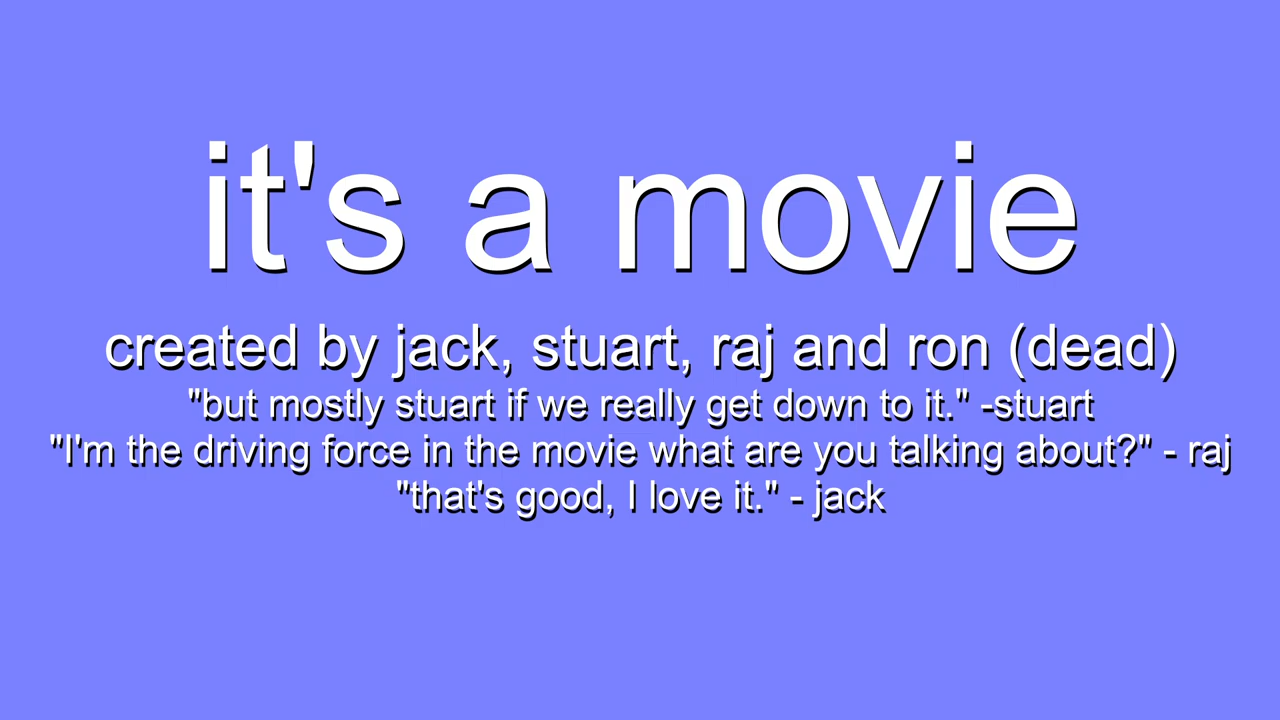 it's a movie
created by jack, stuart, raj and ron (dead)
"but mostly stuart if we really get down to it." -stuart
"I'm the driving force in the movie what are you talking about?" - raj
"that's good, I love it." - jack